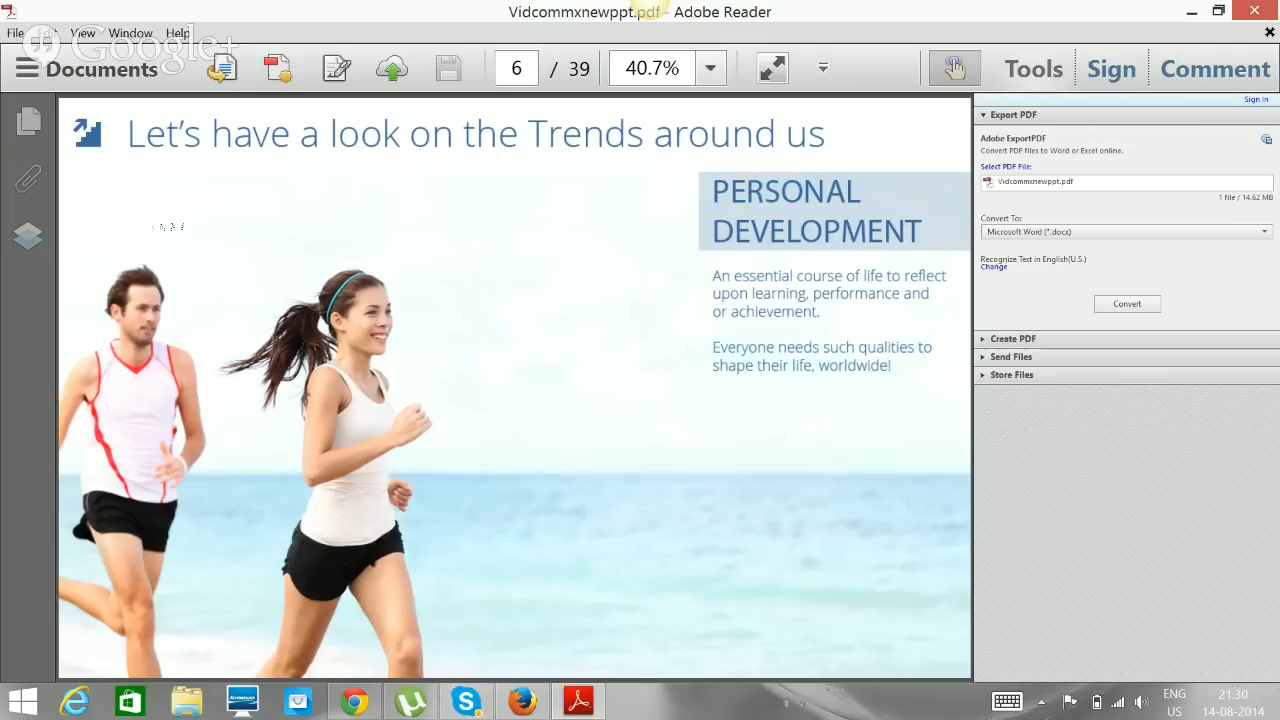 Vidcommxnewppt.pdf - Adobe Reader
File
View
Window
Help
Google+
Documents
6 / 39
40.7%
Tools
Sign
Comment
Sign In
Export PDF
Adobe ExportPDF
Convert PDF files to Word or Excel online.
Select PDF File:
Vidcommxnewppt.pdf
1 file / 14.62 MB
Convert To:
Microsoft Word (*.docx)
Recognize Text in English(U.S.)
Change
Convert
Create PDF
Send Files
Store Files
Let's have a look on the Trends around us
PERSONAL
DEVELOPMENT
An essential course of life to reflect
upon learning, performance and
or achievement.
Everyone needs such qualities to
shape their life, worldwide!
lenovo
ENG
US
21:30
14-08-2014